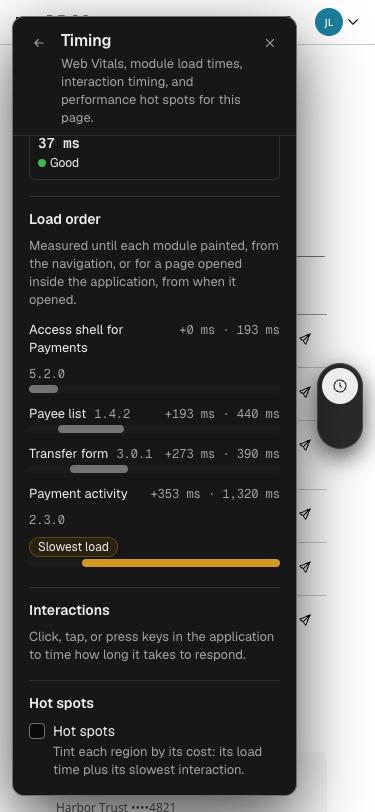 JL
Timing
Web Vitals, module load times,
interaction timing, and
performance hot spots for this
page.
37 ms
Good
Load order
Measured until each module painted, from
the navigation, or for a page opened
inside the application, from when it
opened.
Access shell for +0 ms · 193 ms
Payments
5.2.0
Payee list 1.4.2 +193 ms · 440 ms
Transfer form 3.0.1 +273 ms · 390 ms
Payment activity +353 ms · 1,320 ms
2.3.0
Slowest load
Interactions
Click, tap, or press keys in the application
to time how long it takes to respond.
Hot spots
Hot spots
Tint each region by its cost: its load
time plus its slowest interaction.
Harbor Trust ••••4821